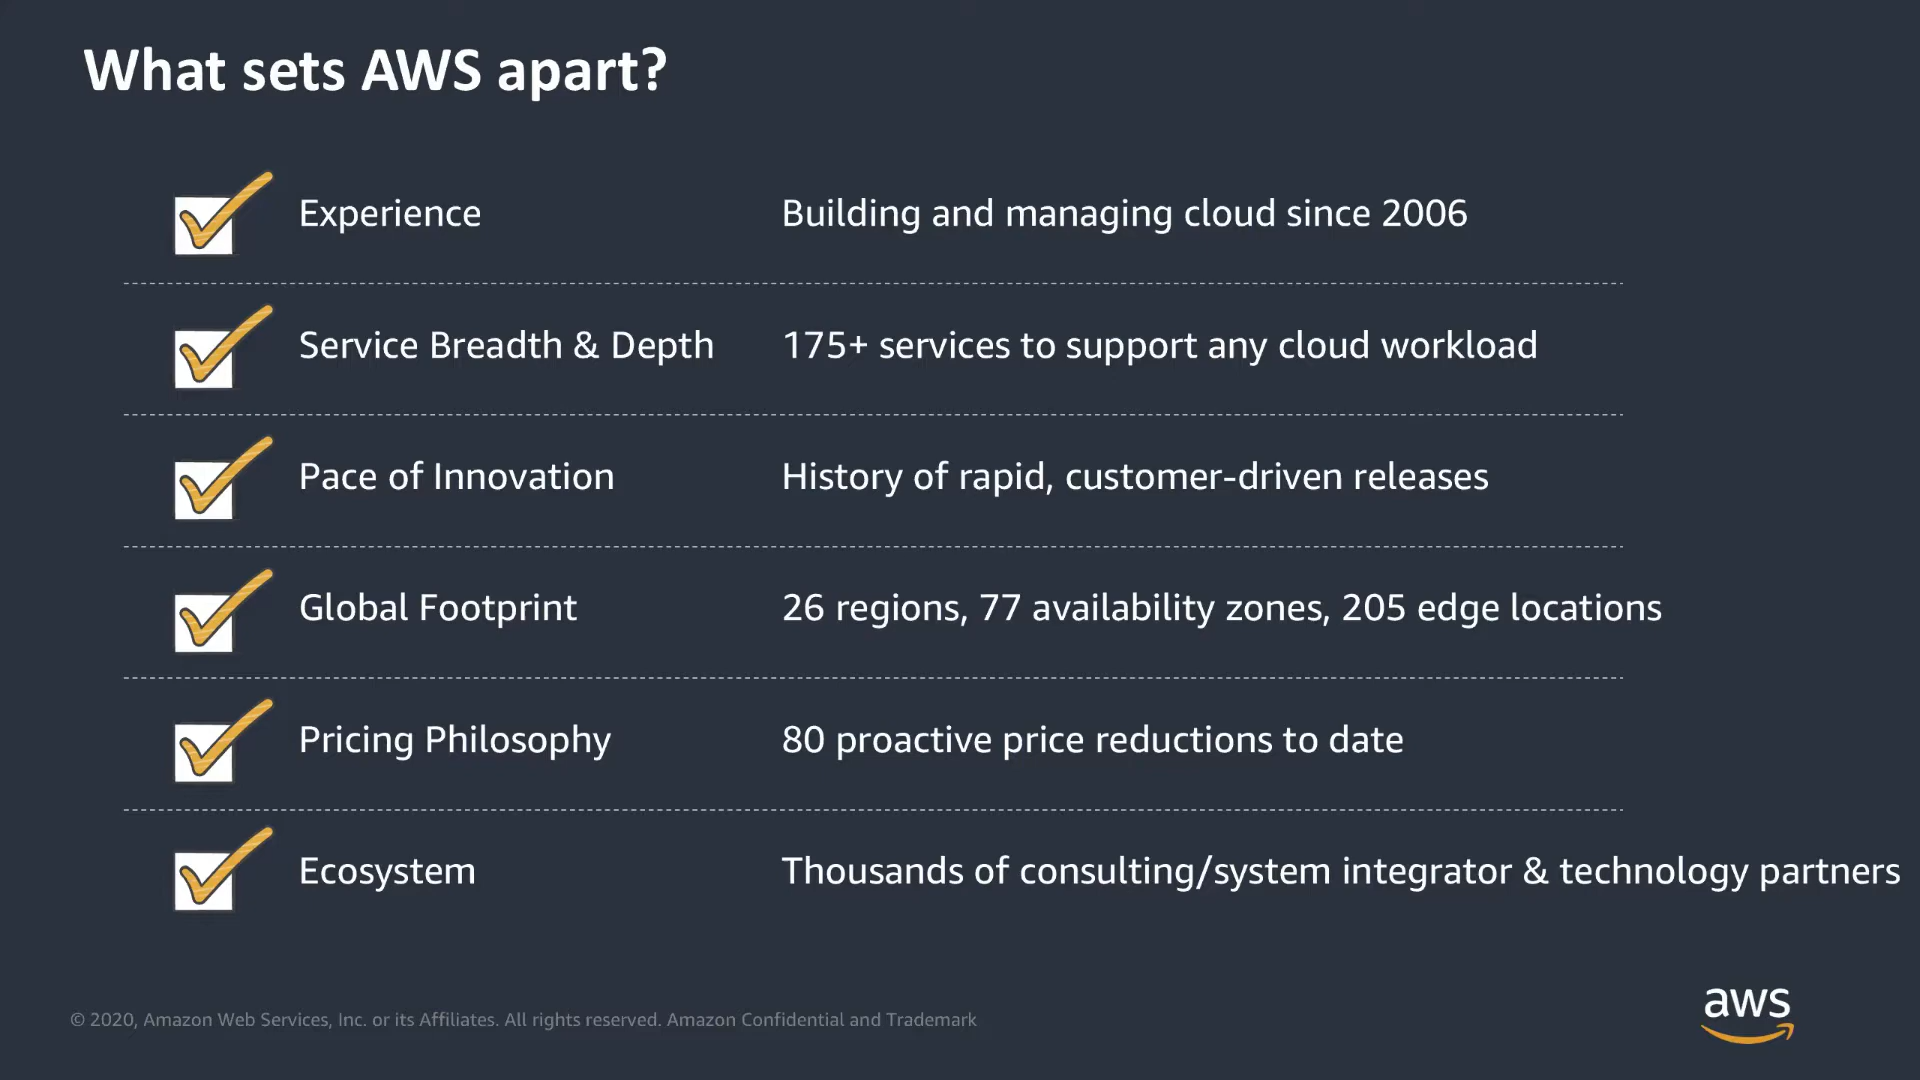 What sets AWS apart?
Experience Building and managing cloud since 2006
Service Breadth & Depth 175+ services to support any cloud workload
Pace of Innovation History of rapid, customer-driven releases
Global Footprint 26 regions, 77 availability zones, 205 edge locations
Pricing Philosophy 80 proactive price reductions to date
Ecosystem Thousands of consulting/system integrator & technology partners
© 2020, Amazon Web Services, Inc. or its Affiliates. All rights reserved. Amazon Confidential and Trademark
aws